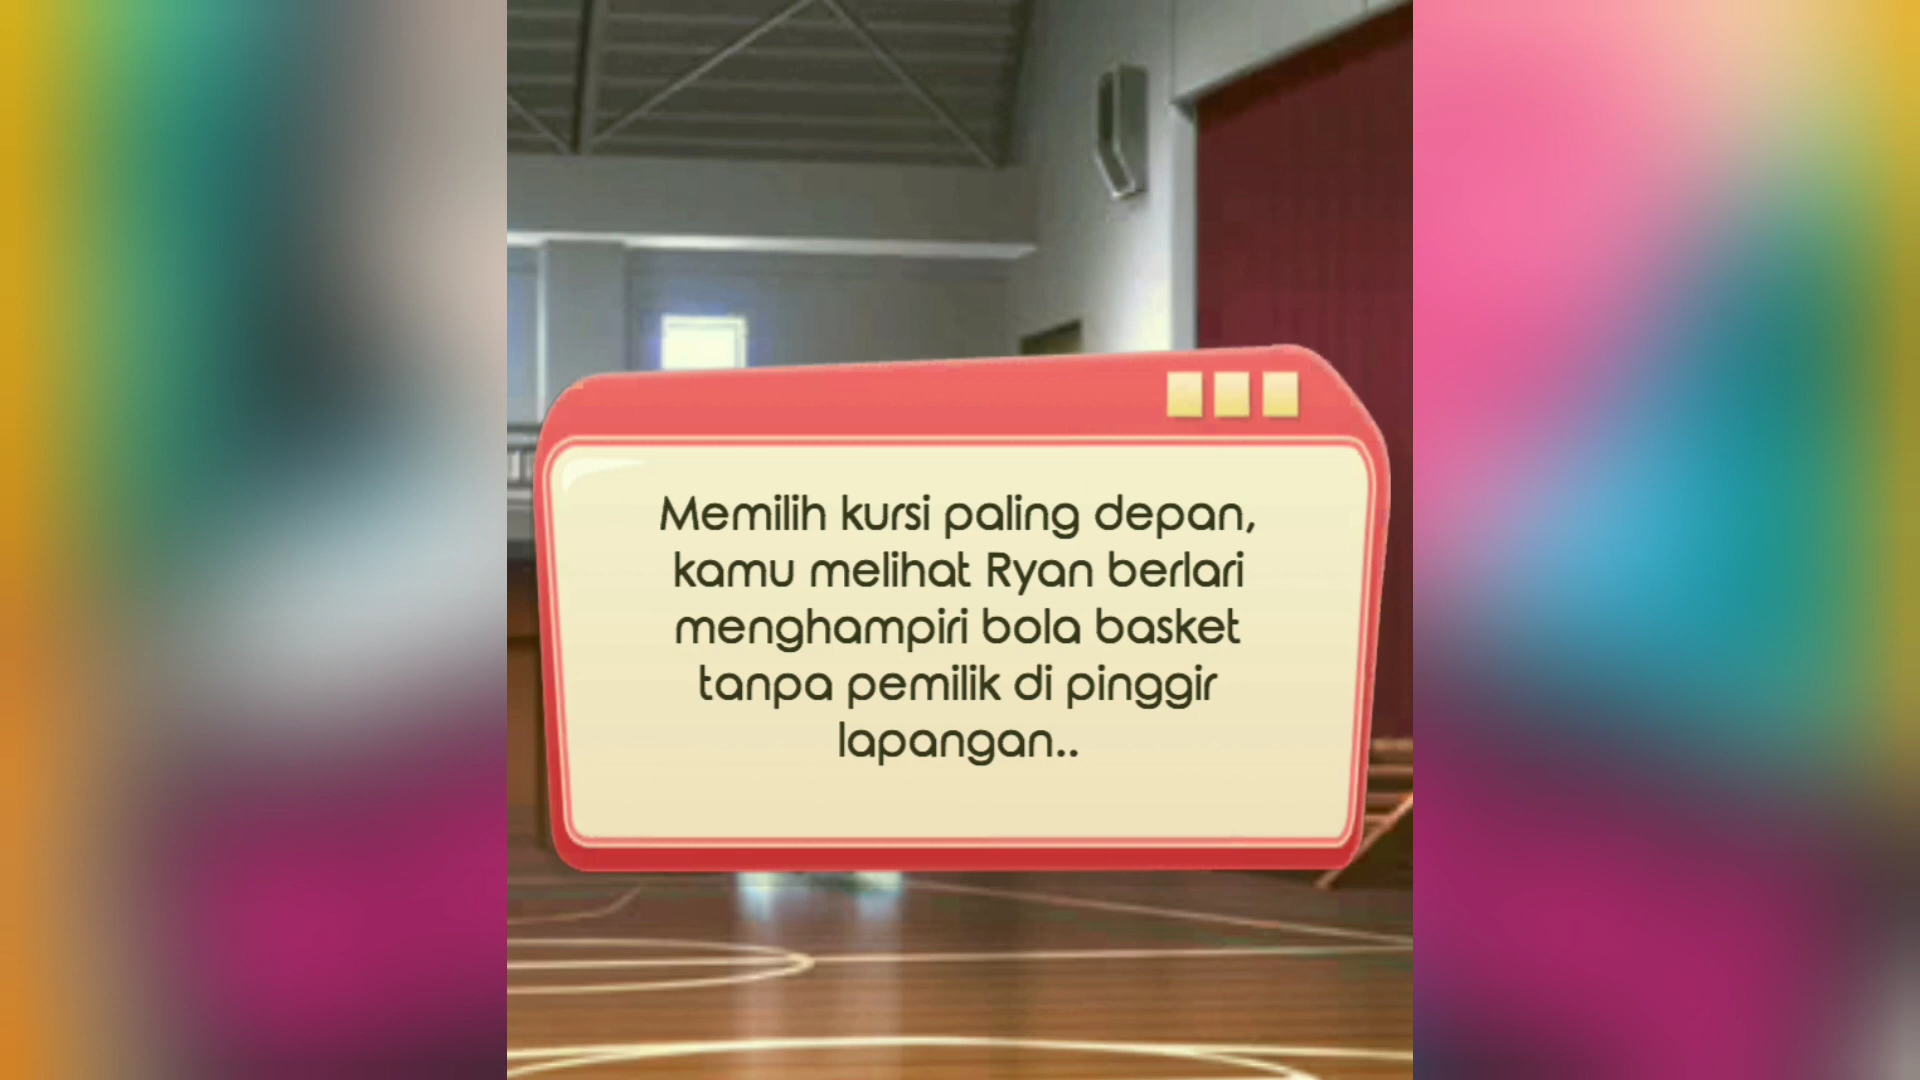 Memilih kursi paling depan,
kamu melihat Ryan berlari
menghampiri bola basket
tanpa pemilik di pinggir
lapangan..